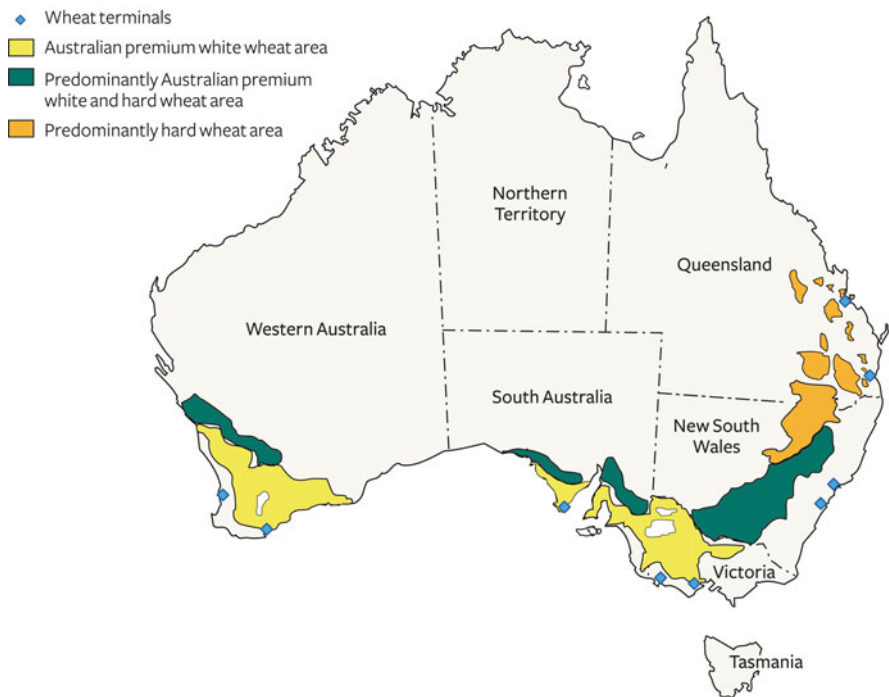 Wheat terminals
Australian premium white wheat area
Predominantly Australian premium
white and hard wheat area
Predominantly hard wheat area
Northern
Territory
Queensland
Western Australia
South Australia
New South
Wales
Victoria
Tasmania